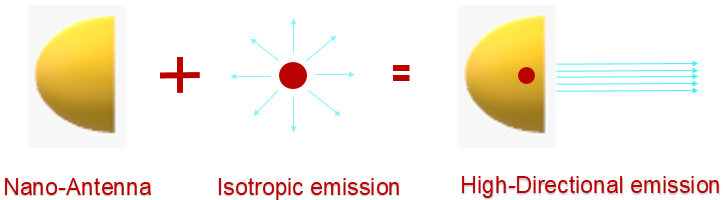 Nano-Antenna
Isotropic emission
High-Directional emission